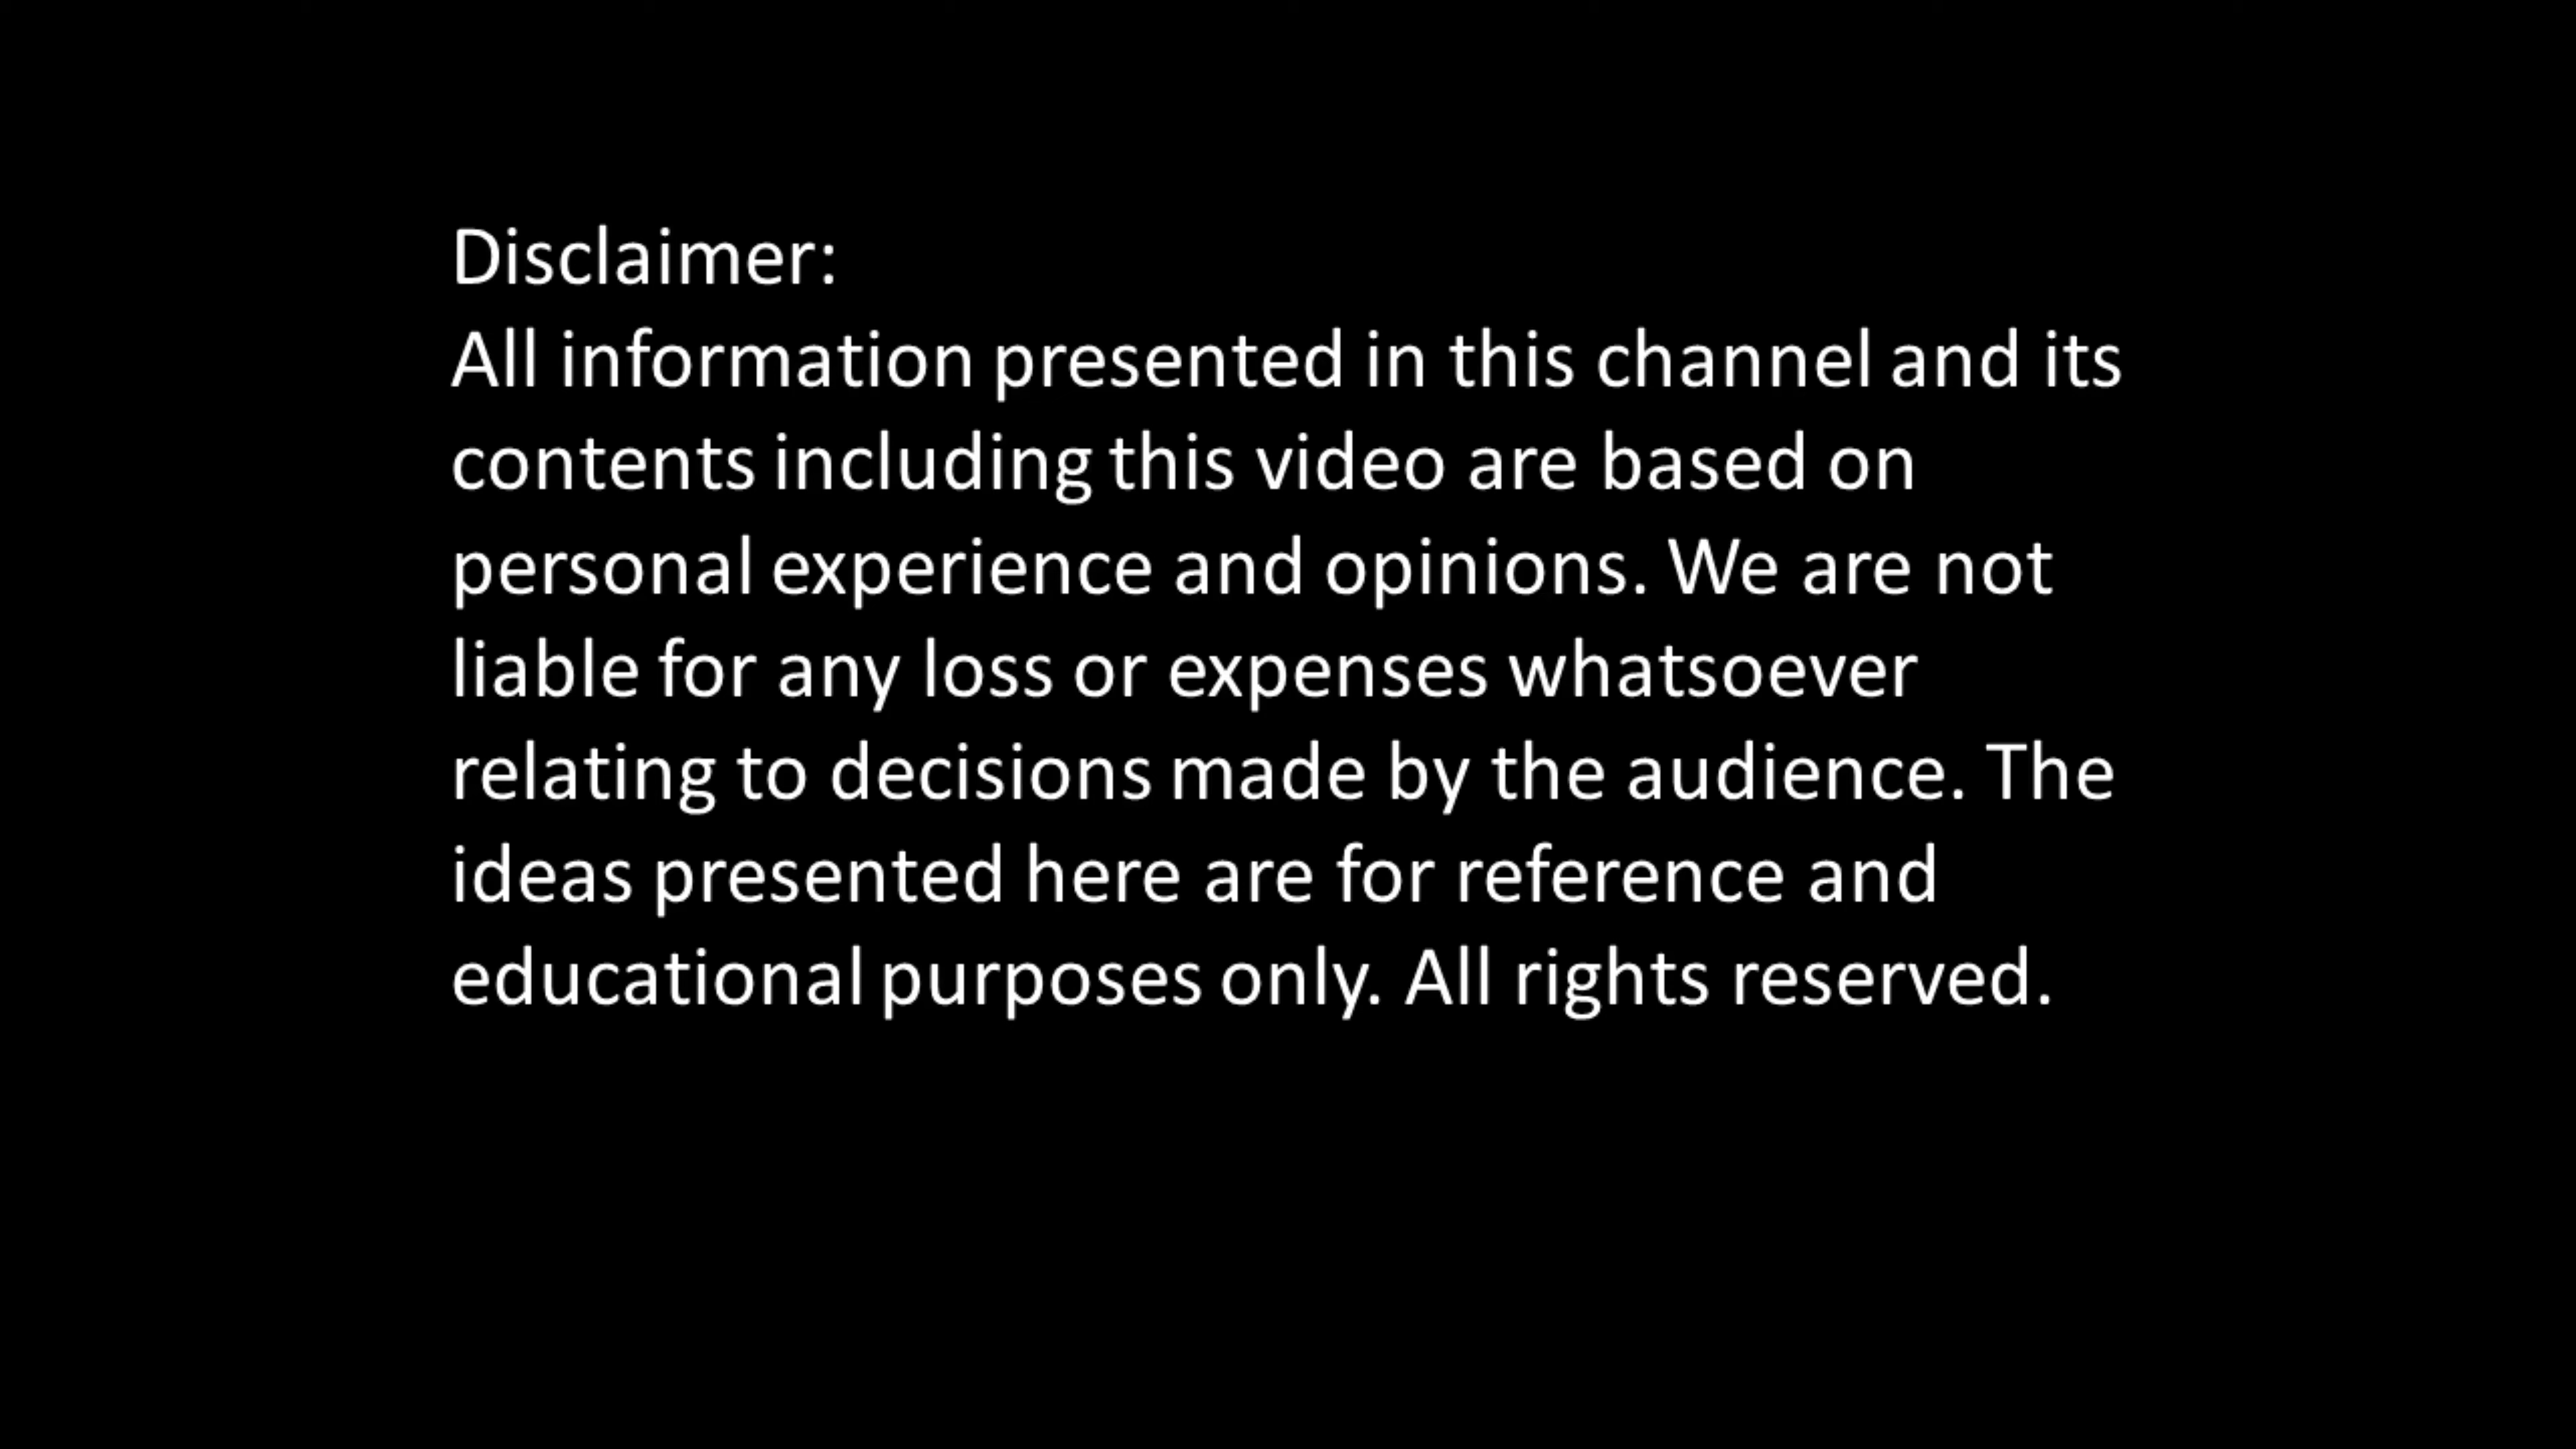 Disclaimer:
All information presented in this channel and its
contents including this video are based on
personal experience and opinions. We are not
liable for any loss or expenses whatsoever
relating to decisions made by the audience. The
ideas presented here are for reference and
educational purposes only. All rights reserved.